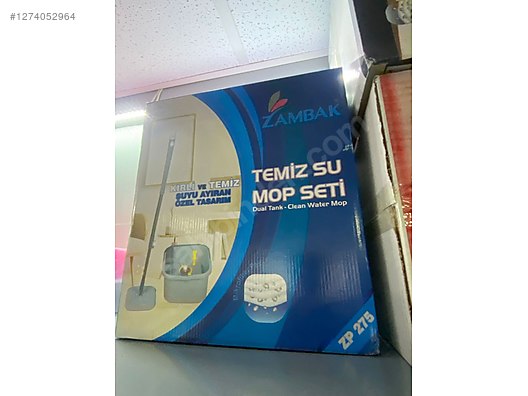 #1274052964
ZAMBAK
TEMİZ SU
MOP SETİ
Dual Tank - Clean Water Mop
KİRLİ VE TEMİZ
SUYU AYIRAN
ÖZEL TASARIM
ZP 275